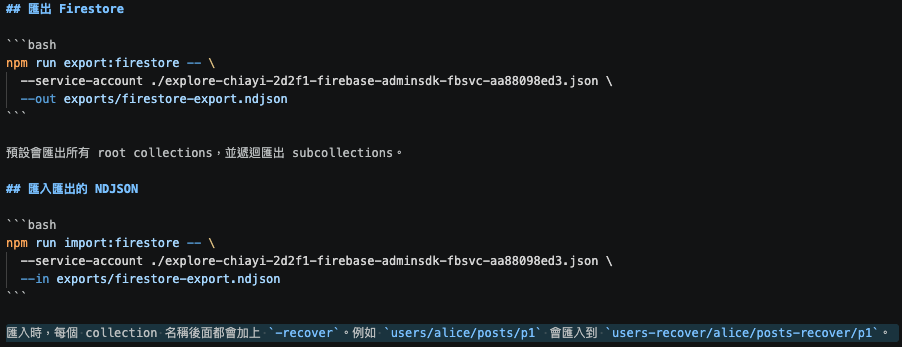 ## 匯出 Firestore
```bash
npm run export:firestore -- \
--service-account ./explore-chiayi-2d2f1-firebase-adminsdk-fbsvc-aa88098ed3.json \
--out exports/firestore-export.ndjson
```
預設會匯出所有 root collections，並遞迴匯出 subcollections。
## 匯入匯出的 NDJSON
```bash
npm run import:firestore -- \
--service-account ./explore-chiayi-2d2f1-firebase-adminsdk-fbsvc-aa88098ed3.json \
--in exports/firestore-export.ndjson
```
匯入時，每個 collection 名稱後面都會加上 `-recover`。例如 `users/alice/posts/p1` 會匯入到 `users-recover/alice/posts-recover/p1`。